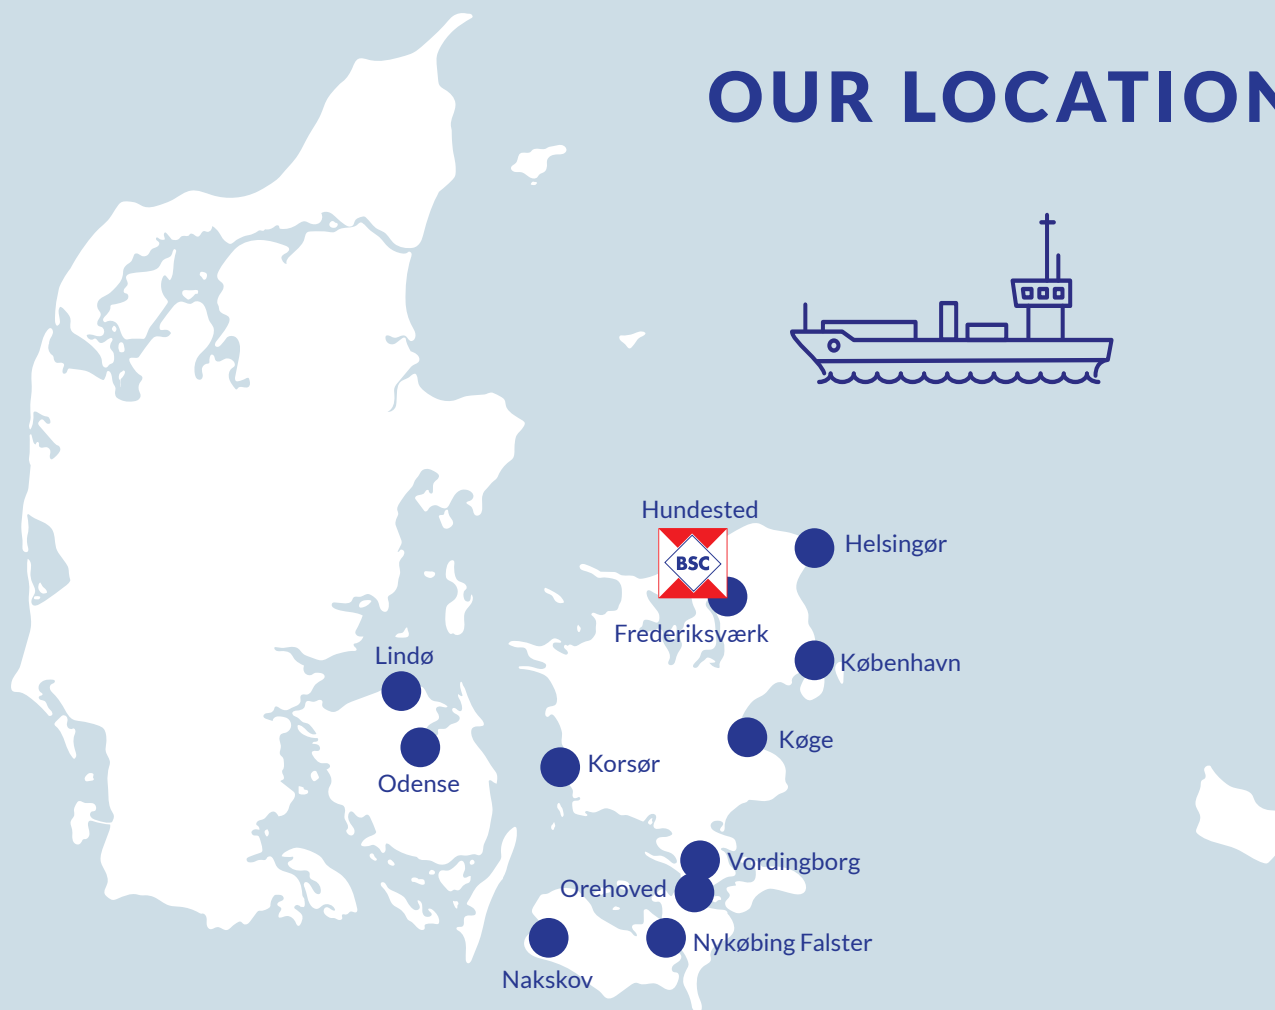 OUR LOCATION
Hundested
BSC
Helsingør
Frederiksværk
Lindø
København
Køge
Korsør
Odense
Vordingborg
Orehoved
Nykøbing Falster
Nakskov